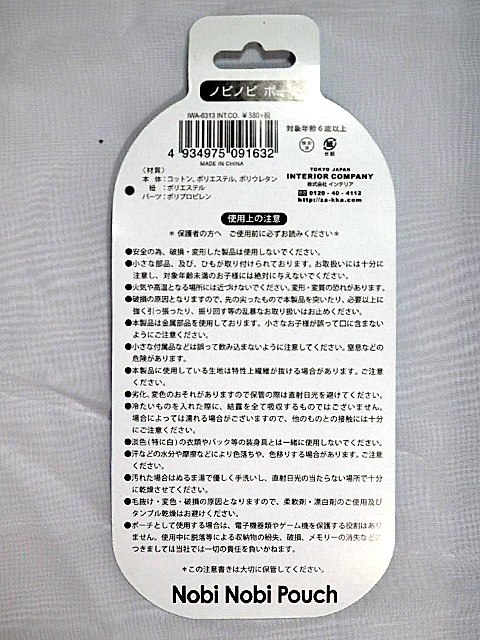 ノビノビ ポ
IWA-6313.INT.CO. ¥380+税
4 934975 091632
MADE IN CHINA
対象年齢6歳以上
台紙
TOKYO JAPAN
INTERIOR COMPANY
株式会社 インテリア
0120-40-4112
http://za-kka.com
〈材質〉
本 体：コットン、ポリエステル、ポリウレタン
紐 ：ポリエステル
パーツ：ポリプロピレン
使用上の注意
＊保護者の方へ ご使用前に必ずお読みください＊
●安全の為、破損・変形した製品は使用しないでください。
●小さな部品、及び、ひもが取り付けられております。お取扱いには十分に
注意し、対象年齢未満のお子様には絶対に与えないでください。
●火気や高温となる場所には近づけないでください。変形・変質の恐れがあります。
●破損の原因となりますので、先の尖ったもので本製品を突いたり、必要以上に
強く引っ張ったり、振り回す等の乱暴なお取り扱いはお止めください。
●本製品は金属部品を使用しております。小さなお子様が誤って口に含まない
ようにご注意ください。
●小さな付属品などは誤って飲み込まないように注意してください。窒息などの
危険があります。
●本製品に使用している生地は特性上繊維が抜ける場合があります。ご注意
ください。
●劣化、変色のおそれがありますので保管の際は直射日光を避けてください。
●冷たいものを入れた際に、結露を全て吸収するものではございません。
場合によっては濡れる場合がございますので、他のものとの接触には十分
にご注意ください。
●淡色(特に白)の衣類やバック等の装身具とは一緒に使用しないでください。
●汗などの水分や摩擦などにより色落ちや、色移りする場合があります。ご注意
ください。
●汚れた場合はぬるま湯で優しく手洗いし、直射日光の当たらない場所で十分
に乾燥させてください。
●毛抜け・変色・破損の原因となりますので、柔軟剤・漂白剤のご使用及び
タンブル乾燥はお避けください。
●ポーチとして使用する場合は、電子機器類やゲーム機を保護する役割はあり
ません。使用中に脱落等による収納物の紛失、破損、メモリーの消失などに
つきましては当社では一切の責任を負いかねます。
＊この注意書きは大切に保管してください。
Nobi Nobi Pouch